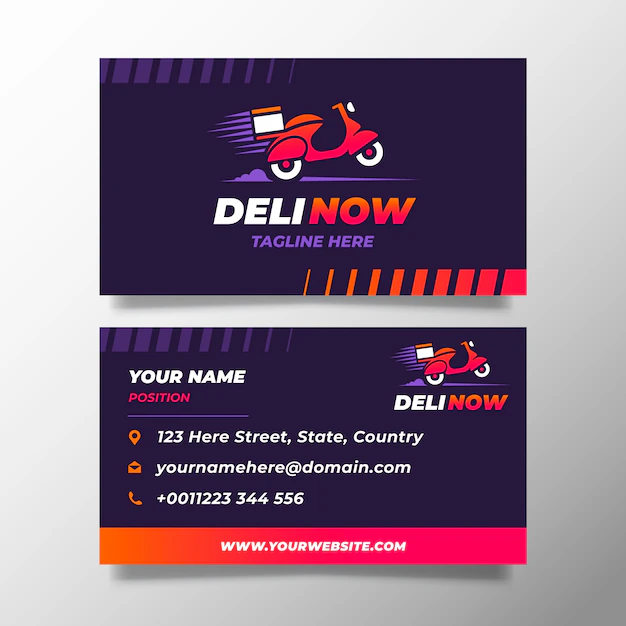 DELI NOW
TAGLINE HERE
YOUR NAME
POSITION
DELI NOW
123 Here Street, State, Country
yournamehere@domain.com
+0011223 344 556
WWW.YOURWEBSITE.COM